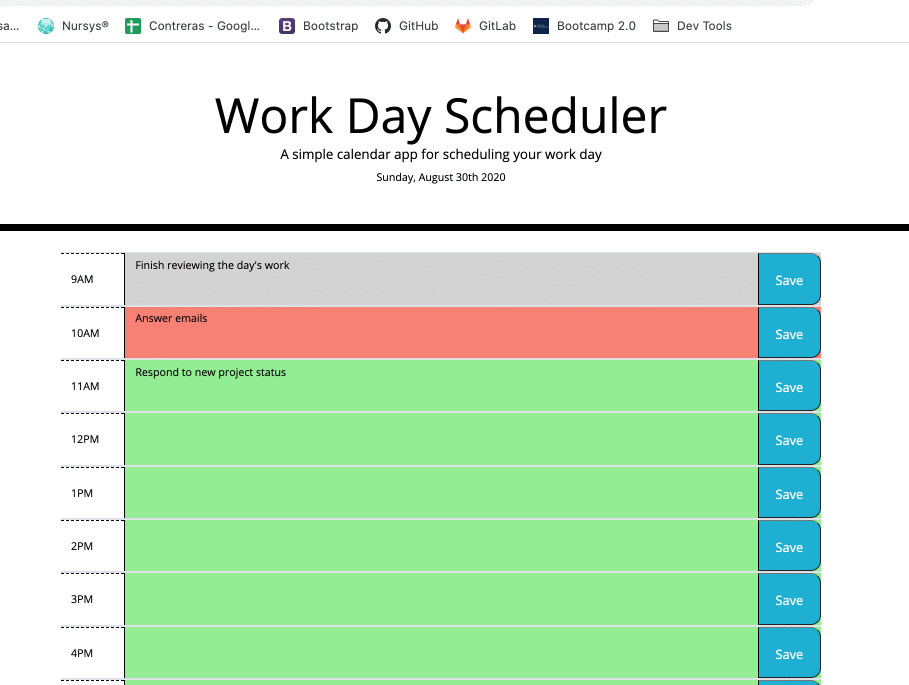 sa... Nursys® Contreras - Googl... Bootstrap GitHub GitLab Bootcamp 2.0 Dev Tools
Work Day Scheduler
A simple calendar app for scheduling your work day
Sunday, August 30th 2020
9AM Finish reviewing the day's work Save
10AM Answer emails Save
11AM Respond to new project status Save
12PM Save
1PM Save
2PM Save
3PM Save
4PM Save